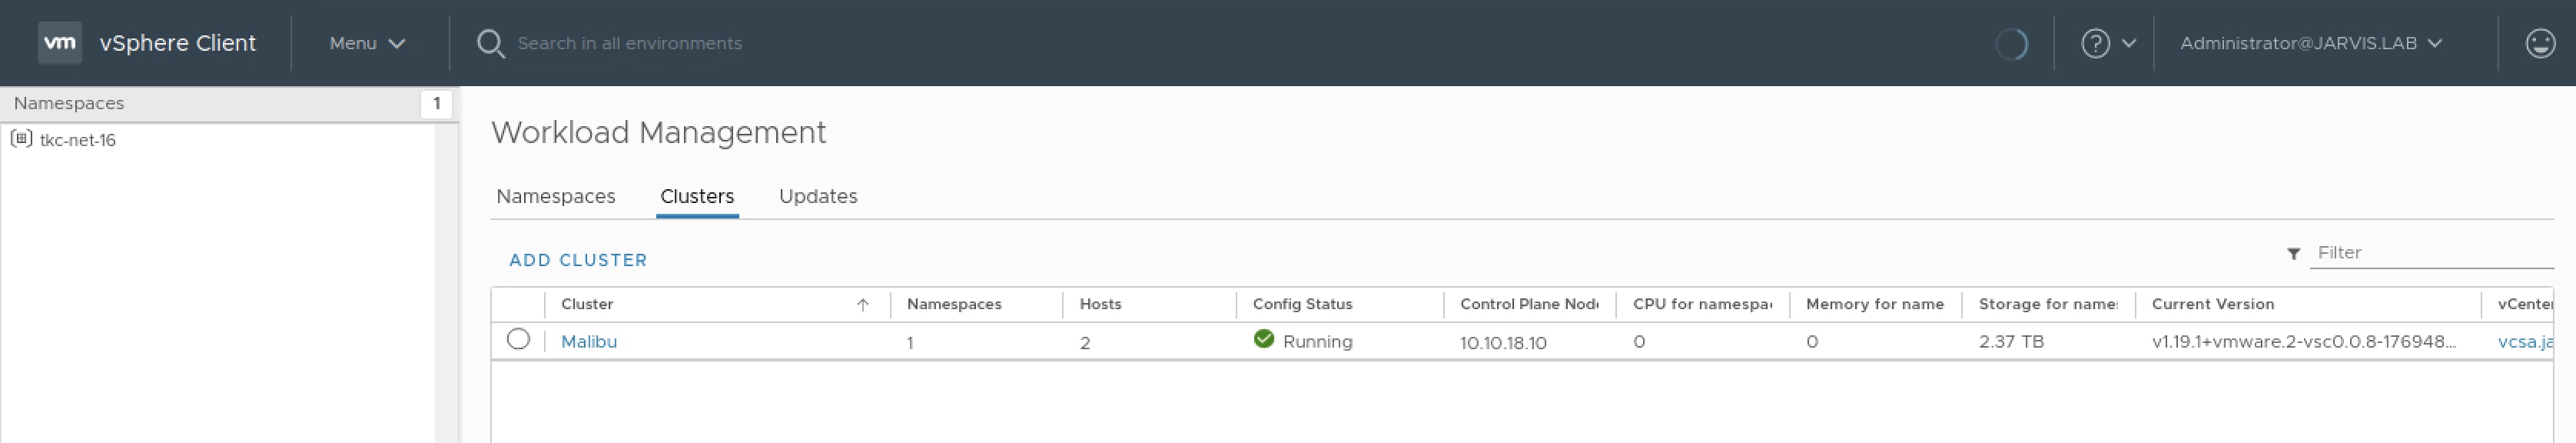 vm vSphere Client Menu Search in all environments ? Administrator@JARVIS.LAB
Namespaces 1
tkc-net-16
Workload Management
Namespaces Clusters Updates
ADD CLUSTER
Filter
Cluster Namespaces Hosts Config Status Control Plane Node CPU for namespa Memory for name Storage for name Current Version vCenter
Malibu 1 2 Running 10.10.18.10 0 0 2.37 TB v1.19.1+vmware.2-vsc0.0.8-176948... vcsa.ja